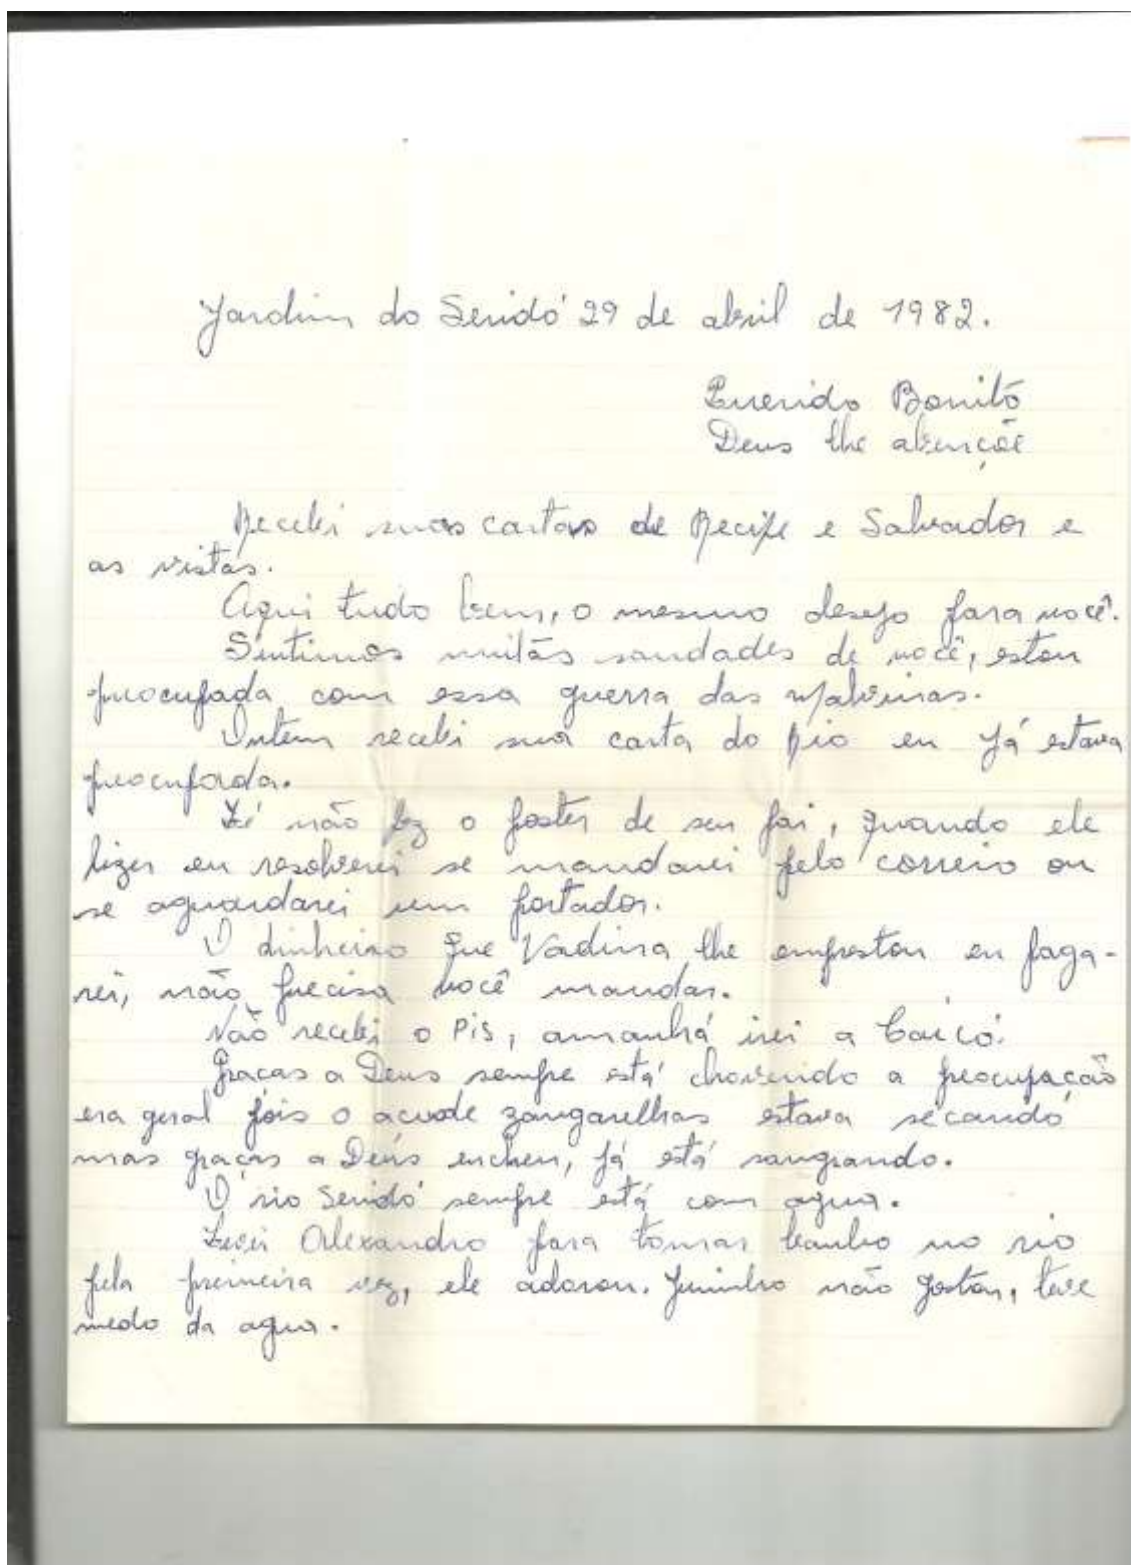 Jardim do Seridó 29 de abril de 1982.
Querido Bonitô
Deus lhe abençõe
Recebi suas cartas de Recife e Salvador e
as vistas.
Aqui tudo bem, o mesmo desejo para você.
Sentimos muitas saudades de você, estou
preocupada com essa guerra das Malvinas.
Ontem recebi sua carta do Rio eu já estava
preocupada.
Zé não fez o poster de seu pai, quando ele
fizer eu resolverei se mandarei pelo correio ou
se aguardarei um portador.
O dinheiro que Vadina lhe emprestou eu paga-
rei, não precisa você mandar.
Não recebi o PiS, amanhã irei a Caicó.
Graças a Deus sempre está chovendo a preocupação
era geral pois o acude zangarelhas estava secando
mas graças a Deus encheu, já está sangrando.
O rio Seridó sempre está com agua.
Levei Alexandro para tomar banho no rio
pela primeira vez, ele adorou. Juninho não gostou, teve
medo da agua.